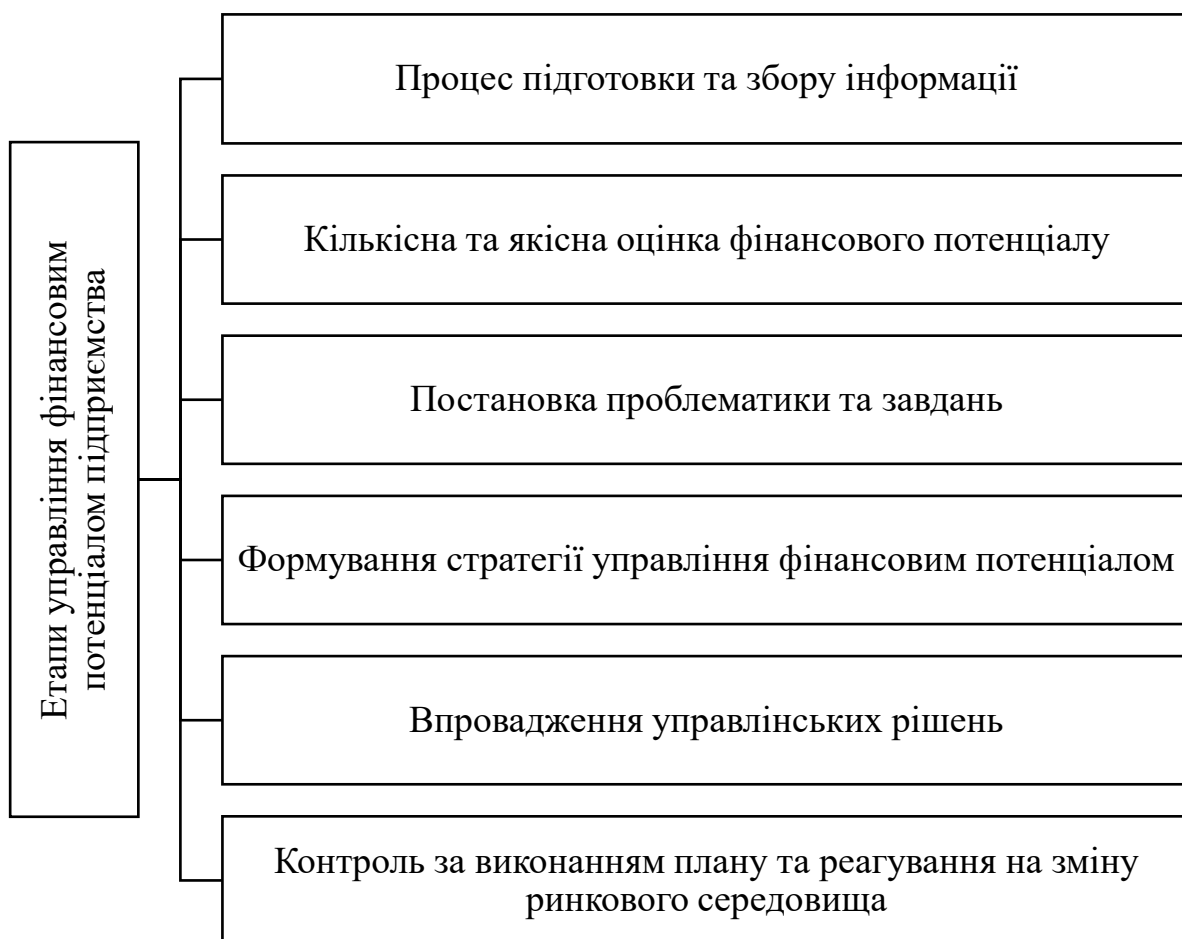 Етапи управління фінансовим
потенціалом підприємства
Процес підготовки та збору інформації
Кількісна та якісна оцінка фінансового потенціалу
Постановка проблематики та завдань
Формування стратегії управління фінансовим потенціалом
Впровадження управлінських рішень
Контроль за виконанням плану та реагування на зміну
ринкового середовища